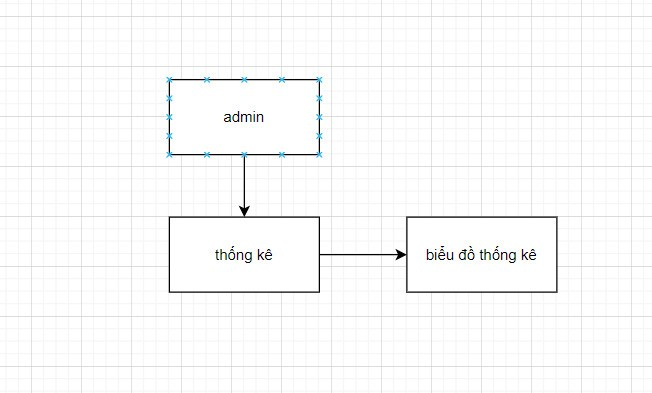 admin
thống kê
biểu đồ thống kê